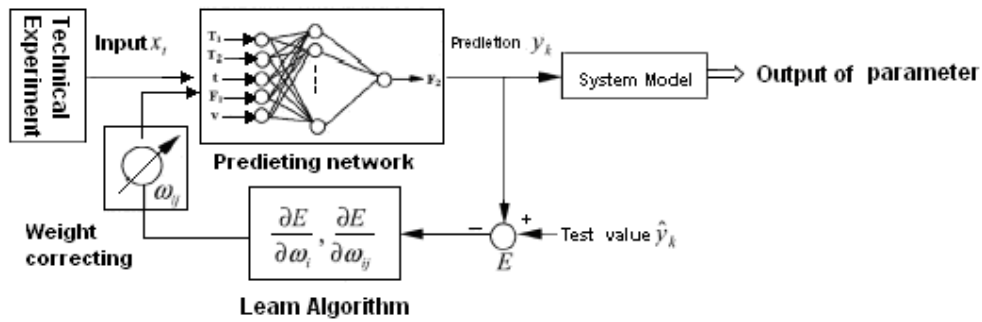 Technical
Experiment
Input x_i
T₁
T₂
t
F₁
v
F₂
Predieting network
Prediction y_k
System Model
Output of parameter
ω_ij
Weight
correcting
∂E/∂ω_i , ∂E/∂ω_ij
Leam Algorithm
− +
E
Test value ŷ_k